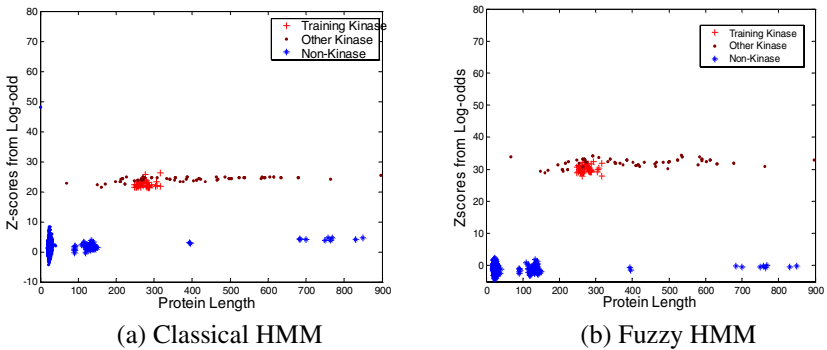 80
70
60
50
40
30
20
10
0
-10
Z-scores from Log-odd
0 100 200 300 400 500 600 700 800 900
Protein Length
Training Kinase
Other Kinase
Non-Kinase
(a) Classical HMM
80
70
60
50
40
30
20
10
0
-5
Zscores from Log-odds
0 100 200 300 400 500 600 700 800 900
Protein Length
Training Kinase
Other Kinase
Non-Kinase
(b) Fuzzy HMM